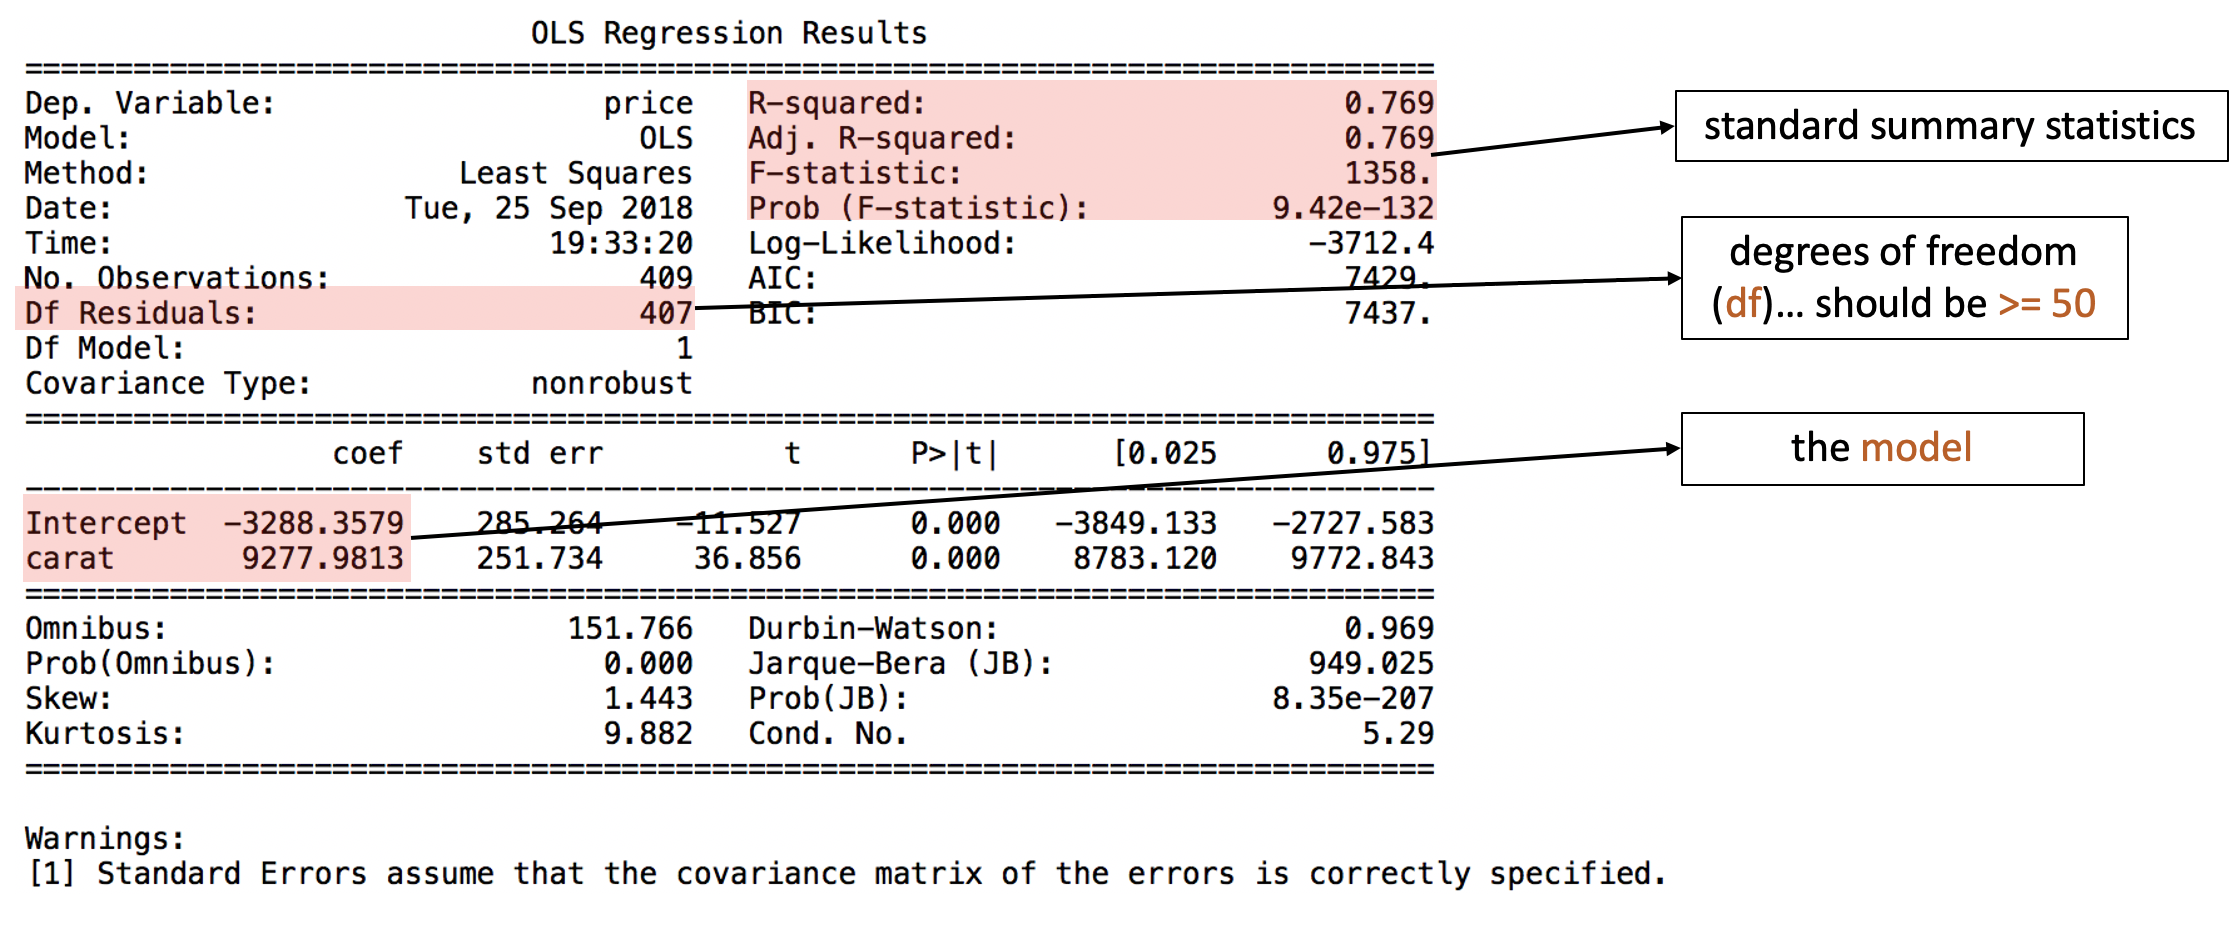 OLS Regression Results
==============================================================================
Dep. Variable: price R-squared: 0.769
Model: OLS Adj. R-squared: 0.769
Method: Least Squares F-statistic: 1358.
Date: Tue, 25 Sep 2018 Prob (F-statistic): 9.42e-132
Time: 19:33:20 Log-Likelihood: -3712.4
No. Observations: 409 AIC: 7429.
Df Residuals: 407 BIC: 7437.
Df Model: 1
Covariance Type: nonrobust
==============================================================================
coef std err t P>|t| [0.025 0.975]
------------------------------------------------------------------------------
Intercept -3288.3579 285.264 -11.527 0.000 -3849.133 -2727.583
carat 9277.9813 251.734 36.856 0.000 8783.120 9772.843
==============================================================================
Omnibus: 151.766 Durbin-Watson: 0.969
Prob(Omnibus): 0.000 Jarque-Bera (JB): 949.025
Skew: 1.443 Prob(JB): 8.35e-207
Kurtosis: 9.882 Cond. No. 5.29
==============================================================================
Warnings:
[1] Standard Errors assume that the covariance matrix of the errors is correctly specified.
standard summary statistics
degrees of freedom
(df)... should be >= 50
the model